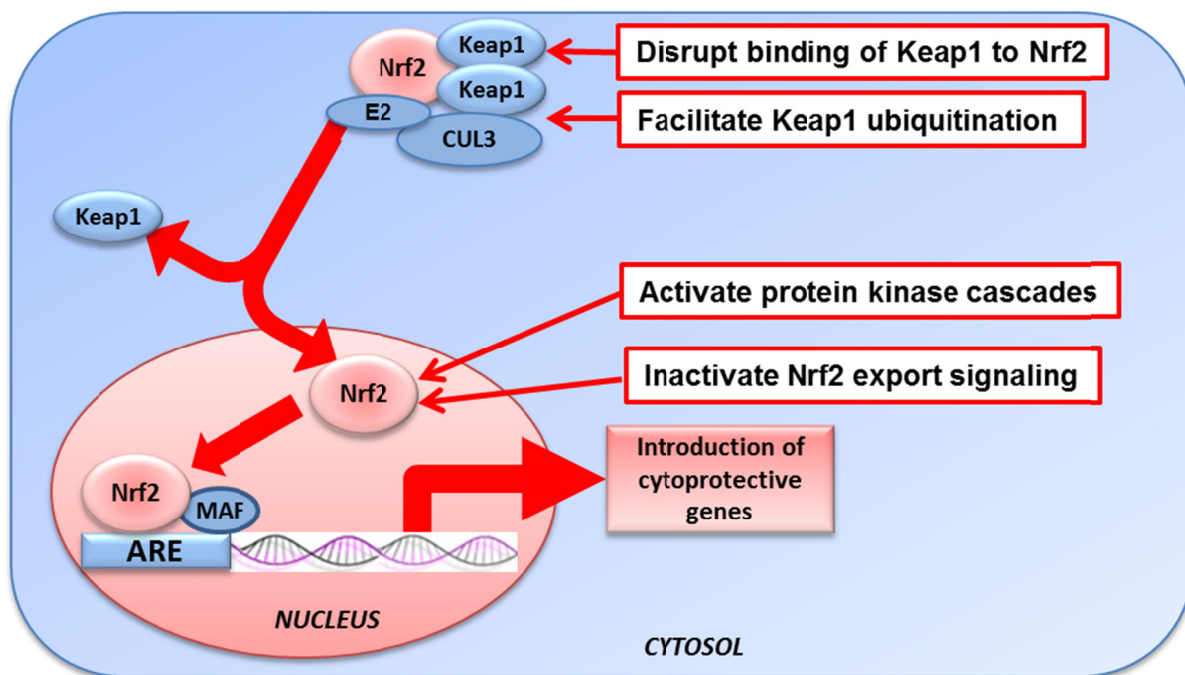 Keap1
Nrf2
Disrupt binding of Keap1 to Nrf2
Keap1
E2
Facilitate Keap1 ubiquitination
CUL3
Keap1
Activate protein kinase cascades
Nrf2
Inactivate Nrf2 export signaling
Introduction of
cytoprotective
genes
Nrf2
MAF
ARE
NUCLEUS
CYTOSOL